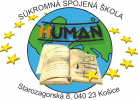 SÚKROMNÁ SPOJENÁ ŠKOLA
HUMAN
Starozagorská 8, 040 23 Košice